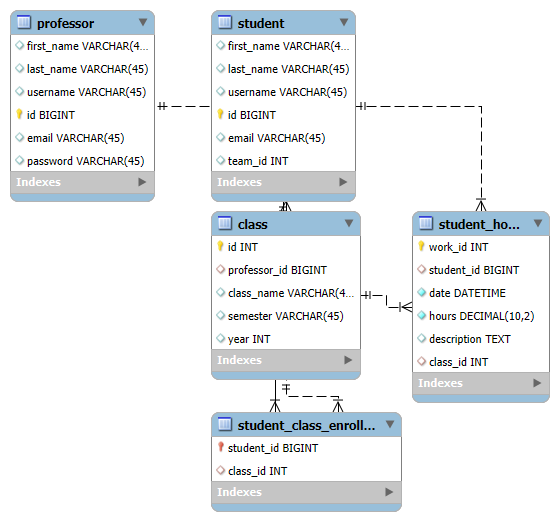 professor
first_name VARCHAR(4...
last_name VARCHAR(45)
username VARCHAR(45)
id BIGINT
email VARCHAR(45)
password VARCHAR(45)
Indexes
student
first_name VARCHAR(4...
last_name VARCHAR(45)
username VARCHAR(45)
id BIGINT
email VARCHAR(45)
team_id INT
Indexes
class
id INT
professor_id BIGINT
class_name VARCHAR(4...
semester VARCHAR(45)
year INT
Indexes
student_ho...
work_id INT
student_id BIGINT
date DATETIME
hours DECIMAL(10,2)
description TEXT
class_id INT
Indexes
student_class_enroll...
student_id BIGINT
class_id INT
Indexes